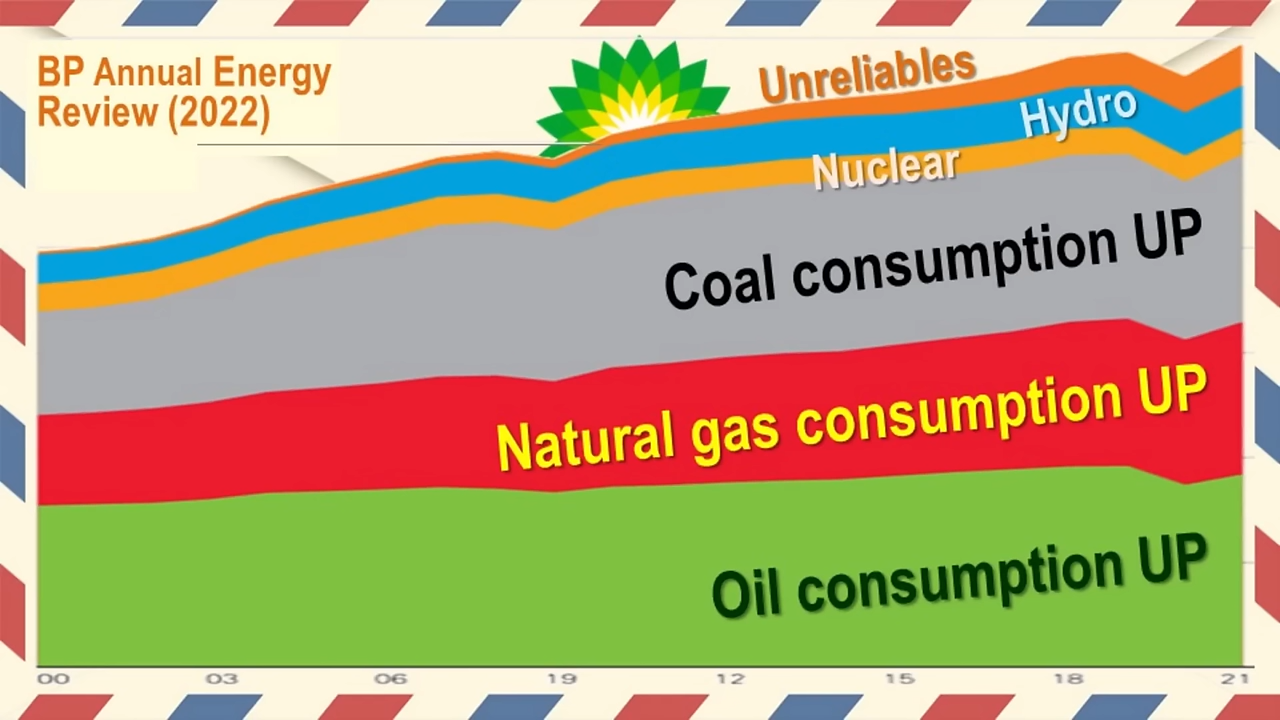 BP Annual Energy
Review (2022)
Unreliables
Hydro
Nuclear
Coal consumption UP
Natural gas consumption UP
Oil consumption UP
00 03 06 19 12 15 18 21